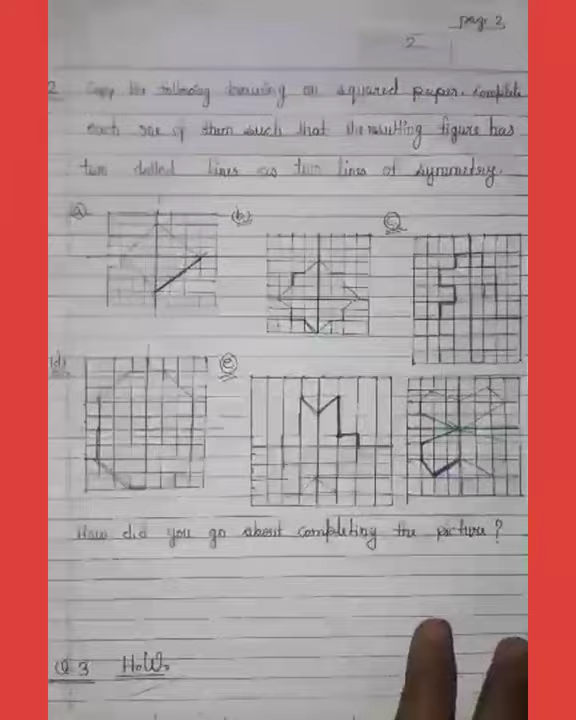 page 2
2
2 Copy the following drawing on squared paper. Complete
each one of them such that the resulting figure has
two dotted lines as two lines of symmetry.
(a) (b) (c)
(d) (e)
How did you go about completing the picture?
Q 3 H.W.